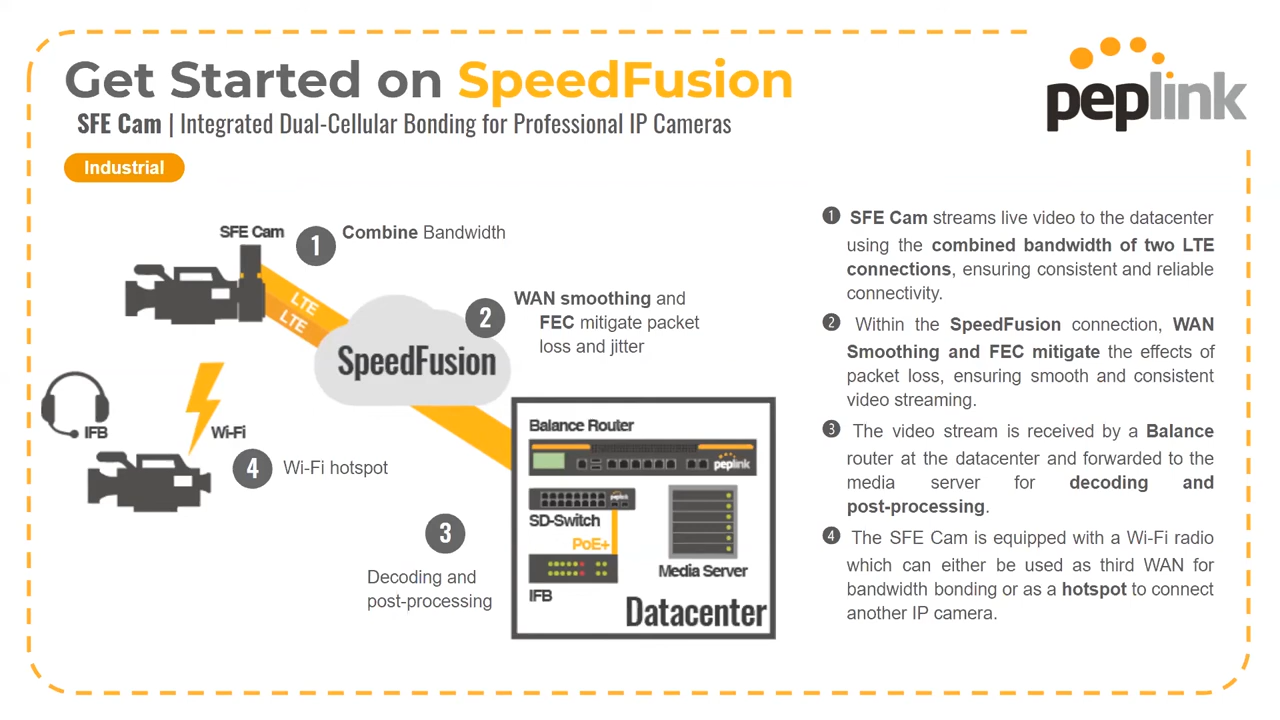 Get Started on SpeedFusion
peplink
SFE Cam | Integrated Dual-Cellular Bonding for Professional IP Cameras
Industrial
SFE Cam
1
Combine Bandwidth
LTE
LTE
2
WAN smoothing and
FEC mitigate packet
loss and jitter
SpeedFusion
IFB
Wi-Fi
4
Wi-Fi hotspot
3
Decoding and
post-processing
Balance Router
peplink
peplink
SD-Switch
PoE+
IFB
Media Server
Datacenter
1 SFE Cam streams live video to the datacenter
using the combined bandwidth of two LTE
connections, ensuring consistent and reliable
connectivity.
2 Within the SpeedFusion connection, WAN
Smoothing and FEC mitigate the effects of
packet loss, ensuring smooth and consistent
video streaming.
3 The video stream is received by a Balance
router at the datacenter and forwarded to the
media server for decoding and
post-processing.
4 The SFE Cam is equipped with a Wi-Fi radio
which can either be used as third WAN for
bandwidth bonding or as a hotspot to connect
another IP camera.